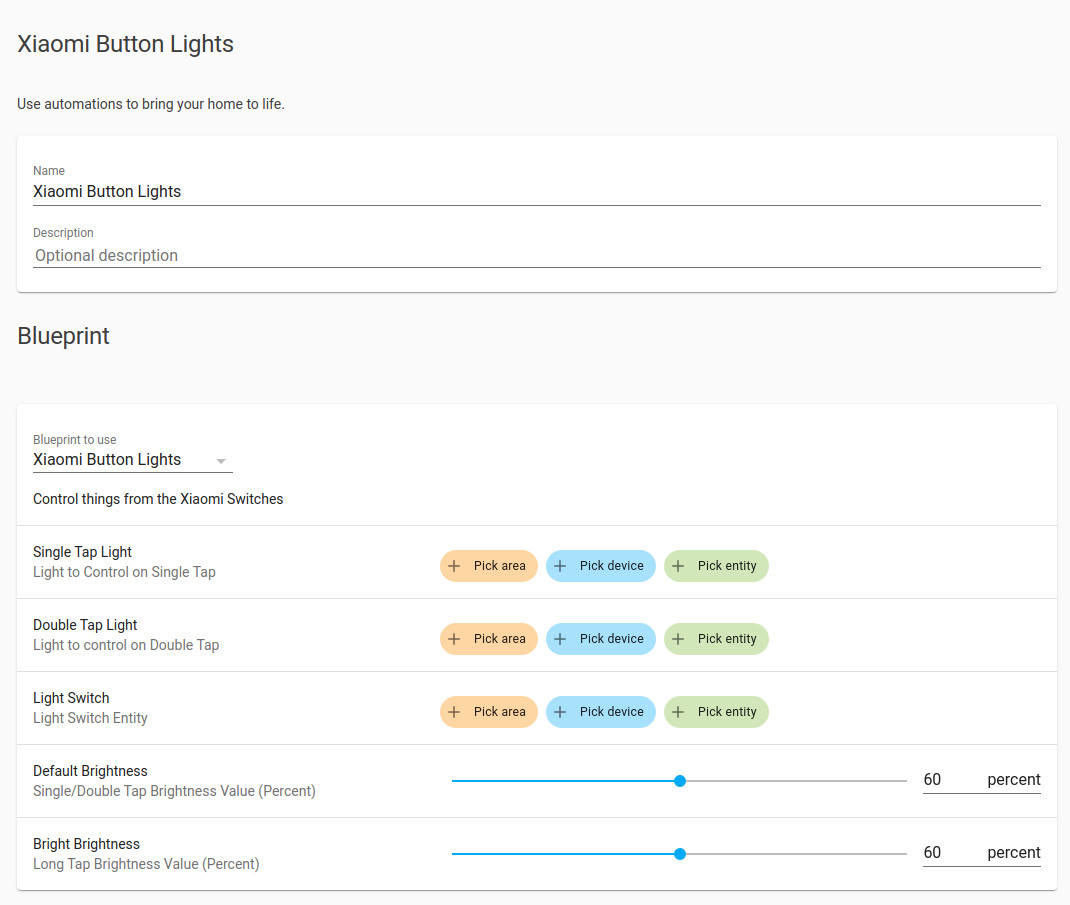 Xiaomi Button Lights
Use automations to bring your home to life.
Name
Xiaomi Button Lights
Description
Optional description
Blueprint
Blueprint to use
Xiaomi Button Lights
Control things from the Xiaomi Switches
Single Tap Light
Light to Control on Single Tap
Pick area Pick device Pick entity
Double Tap Light
Light to control on Double Tap
Pick area Pick device Pick entity
Light Switch
Light Switch Entity
Pick area Pick device Pick entity
Default Brightness
Single/Double Tap Brightness Value (Percent)
60 percent
Bright Brightness
Long Tap Brightness Value (Percent)
60 percent